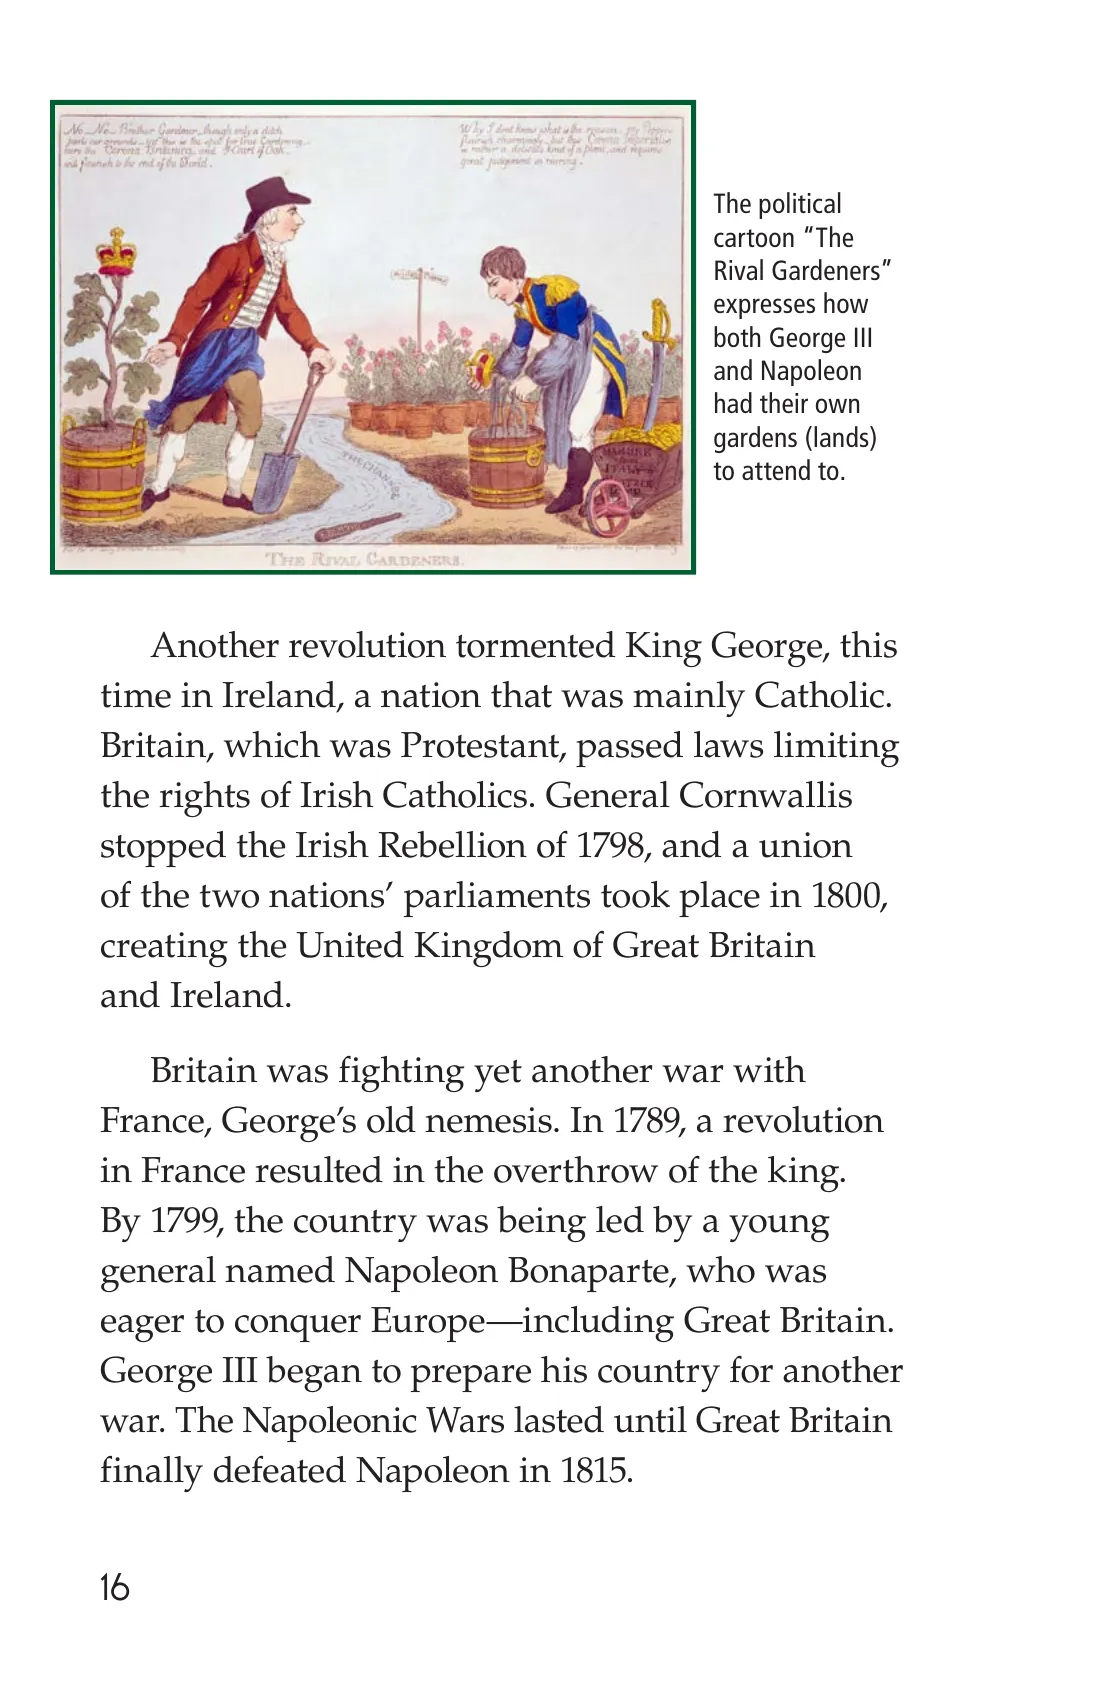 No—No—Brother Gardener, though only a ditch
parts our grounds—yet this is the spot for true Gardening,—
here the Corona Britanica, and Heart of Oak,
will flourish to the end of the World.
Why I dont know what is the reason—my Poppies
flourish charmingly—but this Corona Imperialis
is rather a delicate kind of a plant, and requires
great judgement in rearing.
THE CHANNEL
MANURE
ITALY &
THE RIVAL GARDENERS.
The political
cartoon “The
Rival Gardeners”
expresses how
both George III
and Napoleon
had their own
gardens (lands)
to attend to.
Another revolution tormented King George, this
time in Ireland, a nation that was mainly Catholic.
Britain, which was Protestant, passed laws limiting
the rights of Irish Catholics. General Cornwallis
stopped the Irish Rebellion of 1798, and a union
of the two nations’ parliaments took place in 1800,
creating the United Kingdom of Great Britain
and Ireland.
Britain was fighting yet another war with
France, George’s old nemesis. In 1789, a revolution
in France resulted in the overthrow of the king.
By 1799, the country was being led by a young
general named Napoleon Bonaparte, who was
eager to conquer Europe—including Great Britain.
George III began to prepare his country for another
war. The Napoleonic Wars lasted until Great Britain
finally defeated Napoleon in 1815.
16